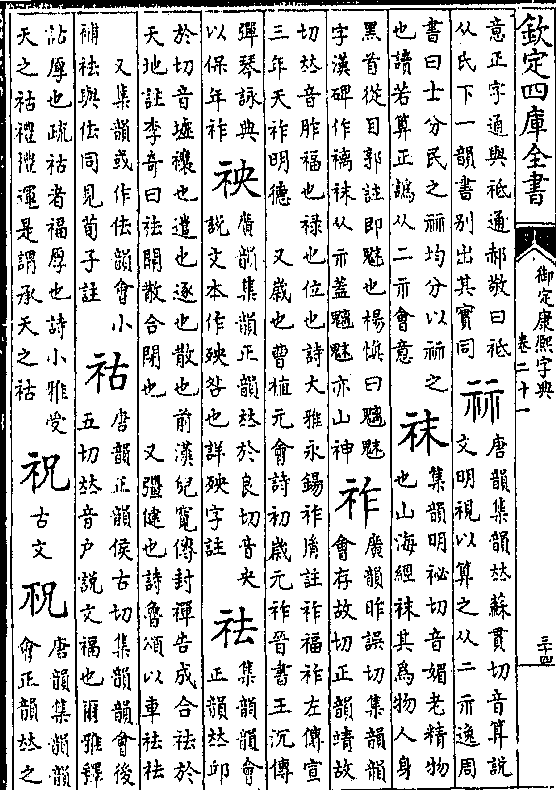 欽定四庫全書
御定康熙字典
卷二十一
三十四
意正字通與祗通郝敬曰祗
从氏下一韻書別出其實同
祘
唐韻集韻𠀤蘇貫切音算說
文明視以算之从二示逸周
書曰士分民之祘均分以祘之
也讀若算正譌从二示會意
祙
集韻明祕切音媚老精物
也山海經祙其為物人身
黑首從目郭註即魅也楊慎曰魑魅
字漢碑作褵祙从示蓋魑魅亦山神
祚
廣韻昨誤切集韻韻
會存故切正韻靖故
切𠀤音胙福也祿也位也詩大雅永錫祚胤註祚福祚左傳宣
三年天祚明德 又歲也曹植元會詩初歲元祚晉書王沉傳
彈琴詠典
以保年祚
䄃
廣韻集韻正韻𠀤於良切音央
說文本作殃咎也詳殃字註
祛
集韻韻會
正韻𠀤邱
於切音墟禳也遣也逐也散也前漢兒寬傳封禪告成合祛於
天地註李奇曰祛開散合閉也 又彊健也詩魯頌以車祛祛
又集韻或作佉韻會小
補祛與佉同見荀子註
祜
唐韻正韻侯古切集韻韻會後
五切𠀤音户說文福也爾雅釋
詁厚也疏祜者福厚也詩小雅受
天之祜禮禮運是謂承天之祜
祝
古文
唐韻集韻韻
會正韻𠀤之